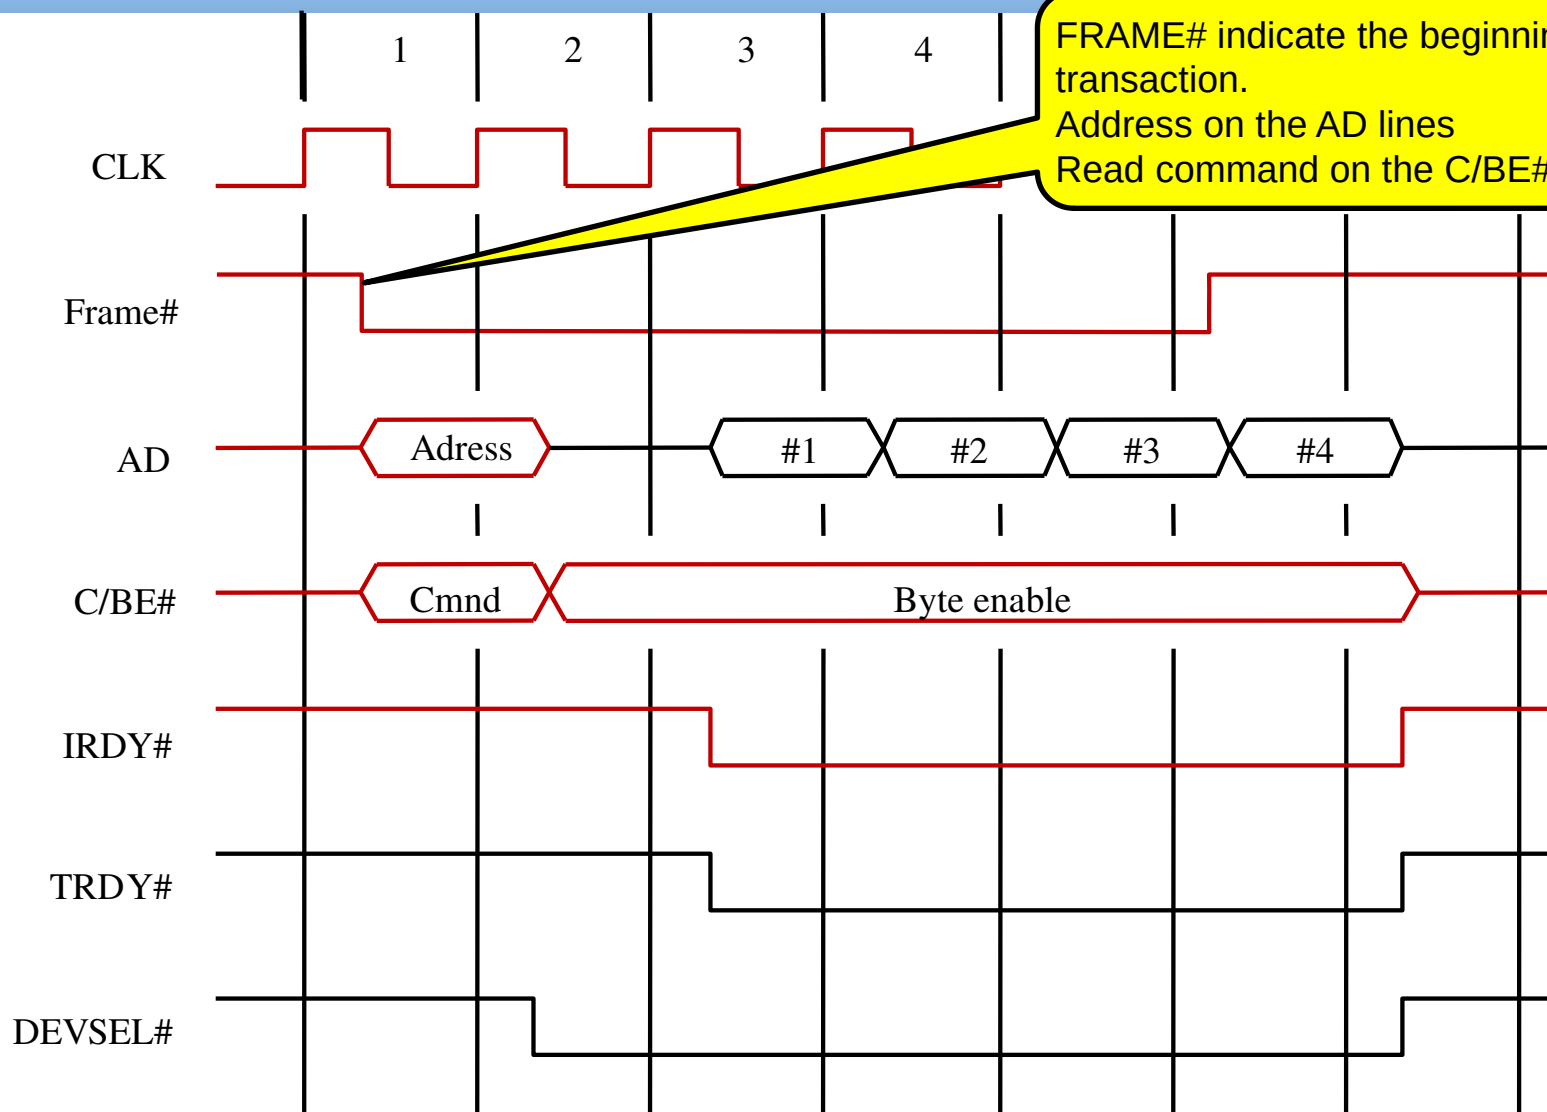 1 2 3 4
FRAME# indicate the
transaction.
Address on the AD lines
Read command on the C/BE#
CLK
Frame#
AD
Adress
#1 #2 #3 #4
C/BE#
Cmnd
Byte enable
IRDY#
TRDY#
DEVSEL#